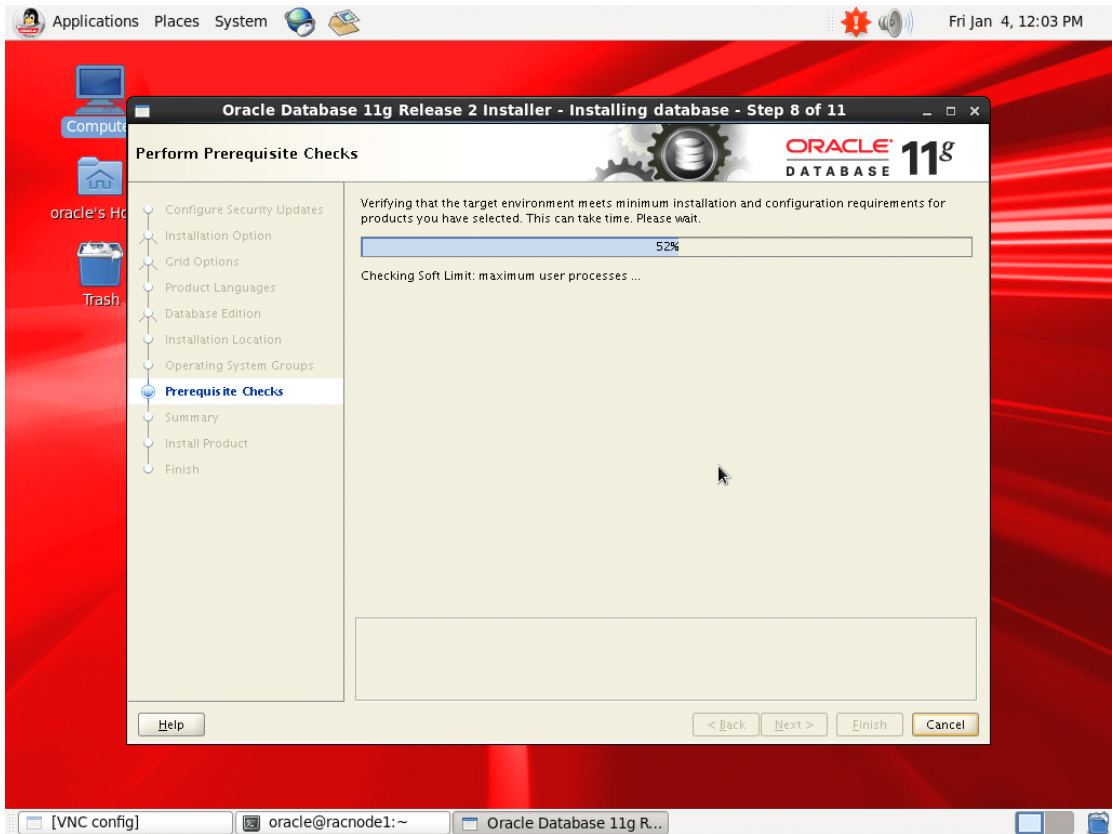 Applications Places System
Fri Jan 4, 12:03 PM
Compute
oracle's Ho
Trash
Oracle Database 11g Release 2 Installer - Installing database - Step 8 of 11
Perform Prerequisite Checks
ORACLE
DATABASE
11g
Configure Security Updates
Installation Option
Grid Options
Product Languages
Database Edition
Installation Location
Operating System Groups
Prerequisite Checks
Summary
Install Product
Finish
Verifying that the target environment meets minimum installation and configuration requirements for
products you have selected. This can take time. Please wait.
52%
Checking Soft Limit: maximum user processes ...
Help
< Back
Next >
Finish
Cancel
[VNC config]
oracle@racnode1:~
Oracle Database 11g R...